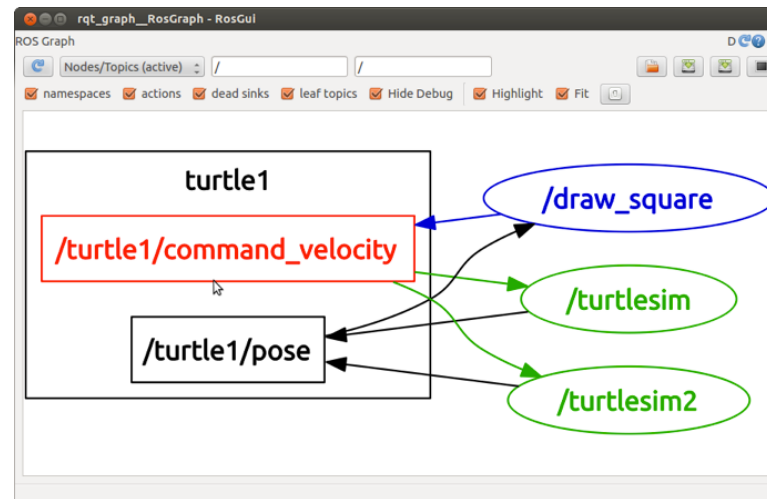 rqt_graph__RosGraph - RosGui
ROS Graph D
Nodes/Topics (active) / /
namespaces actions dead sinks leaf topics Hide Debug Highlight Fit
turtle1
/draw_square
/turtle1/command_velocity
/turtlesim
/turtle1/pose
/turtlesim2